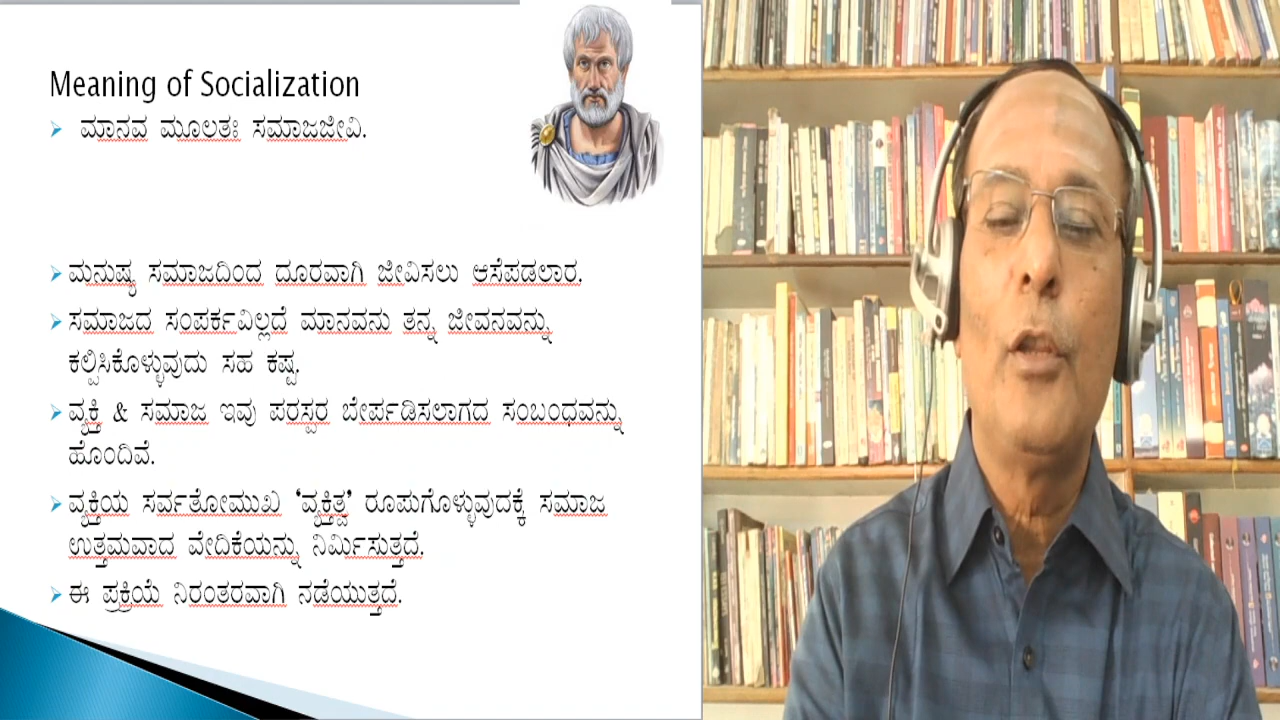 Meaning of Socialization
ಮಾನವ ಮೂಲತಃ ಸಮಾಜಜೀವಿ.
ಮನುಷ್ಯ ಸಮಾಜದಿಂದ ದೂರವಾಗಿ ಜೀವಿಸಲು ಆಸೆಪಡಲಾರ.
ಸಮಾಜದ ಸಂಪರ್ಕವಿಲ್ಲದೆ ಮಾನವನು ತನ್ನ ಜೀವನವನ್ನು
ಕಲ್ಪಿಸಿಕೊಳ್ಳುವುದು ಸಹ ಕಷ್ಟ.
ವ್ಯಕ್ತಿ & ಸಮಾಜ ಇವು ಪರಸ್ಪರ ಬೇರ್ಪಡಿಸಲಾಗದ ಸಂಬಂಧವನ್ನು
ಹೊಂದಿವೆ.
ವ್ಯಕ್ತಿಯ ಸರ್ವತೋಮುಖ ‘ವ್ಯಕ್ತಿತ್ವ’ ರೂಪುಗೊಳ್ಳುವುದಕ್ಕೆ ಸಮಾಜ
ಉತ್ತಮವಾದ ವೇದಿಕೆಯನ್ನು ನಿರ್ಮಿಸುತ್ತದೆ.
ಈ ಪ್ರಕ್ರಿಯೆ ನಿರಂತರವಾಗಿ ನಡೆಯುತ್ತದೆ.